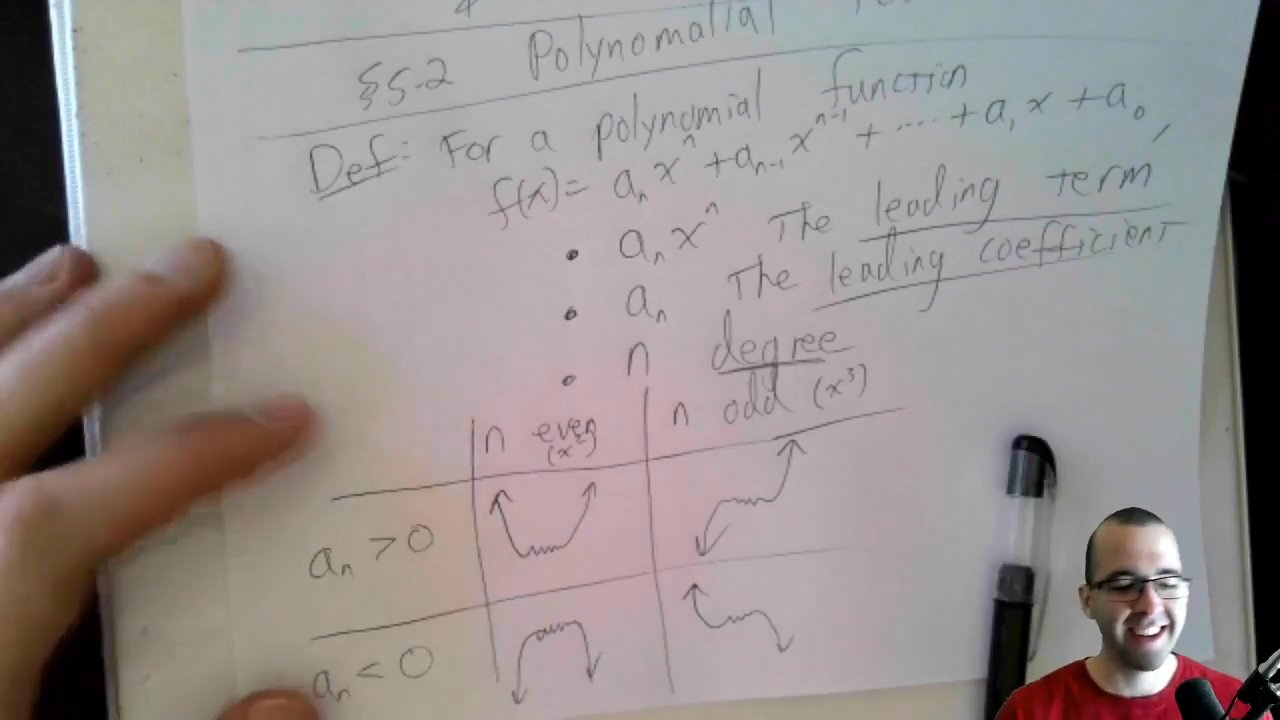 §5.2 Polynomalial
Def: For a polynomial function
f(x) = aₙxⁿ + aₙ₋₁xⁿ⁻¹ + .... + a₁x + a₀,
• aₙxⁿ The leading term
• aₙ The leading coefficient
• n degree
n even (x²) n odd (x³)
aₙ > 0
aₙ < 0